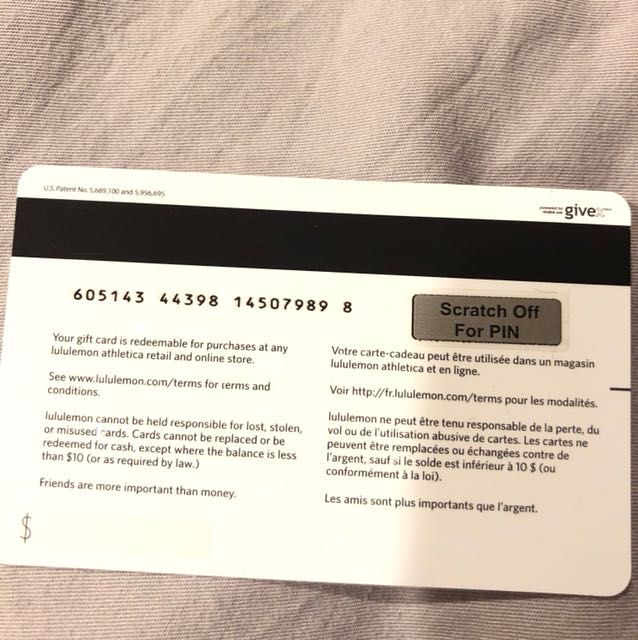 U.S. Patent No. 5,689,100 and 5,956,695
powered by
givex
605143 44398 14507989 8
Scratch Off
For PIN
Your gift card is redeemable for purchases at any
lululemon athletica retail and online store.
See www.lululemon.com/terms for terms and
conditions.
lululemon cannot be held responsible for lost, stolen,
or misused cards. Cards cannot be replaced or be
redeemed for cash, except where the balance is less
than $10 (or as required by law.)
Friends are more important than money.
$
Votre carte-cadeau peut être utilisée dans un magasin
lululemon athletica et en ligne.
Voir http://fr.lululemon.com/terms pour les modalités.
lululemon ne peut être tenu responsable de la perte, du
vol ou de l'utilisation abusive de cartes. Les cartes ne
peuvent être remplacées ou échangées contre de
l'argent, sauf si le solde est inférieur à 10 $ (ou
conformément à la loi).
Les amis sont plus importants que l'argent.